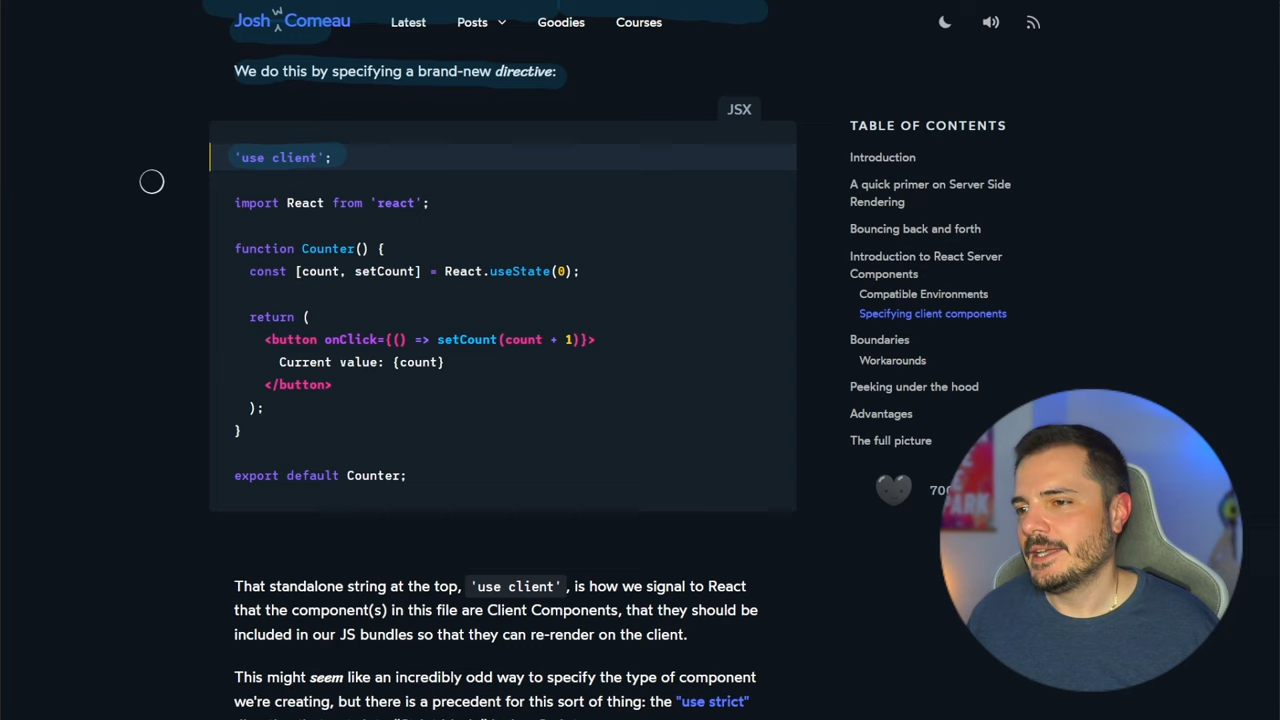 Josh W Comeau
Latest
Posts
Goodies
Courses
We do this by specifying a brand-new directive:
JSX
'use client';
import React from 'react';
function Counter() {
const [count, setCount] = React.useState(0);
return (
<button onClick={() => setCount(count + 1)}>
Current value: {count}
</button>
);
}
export default Counter;
That standalone string at the top, 'use client', is how we signal to React
that the component(s) in this file are Client Components, that they should be
included in our JS bundles so that they can re-render on the client.
This might seem like an incredibly odd way to specify the type of component
we're creating, but there is a precedent for this sort of thing: the "use strict"
TABLE OF CONTENTS
Introduction
A quick primer on Server Side
Rendering
Bouncing back and forth
Introduction to React Server
Components
Compatible Environments
Specifying client components
Boundaries
Workarounds
Peeking under the hood
Advantages
The full picture
PARK